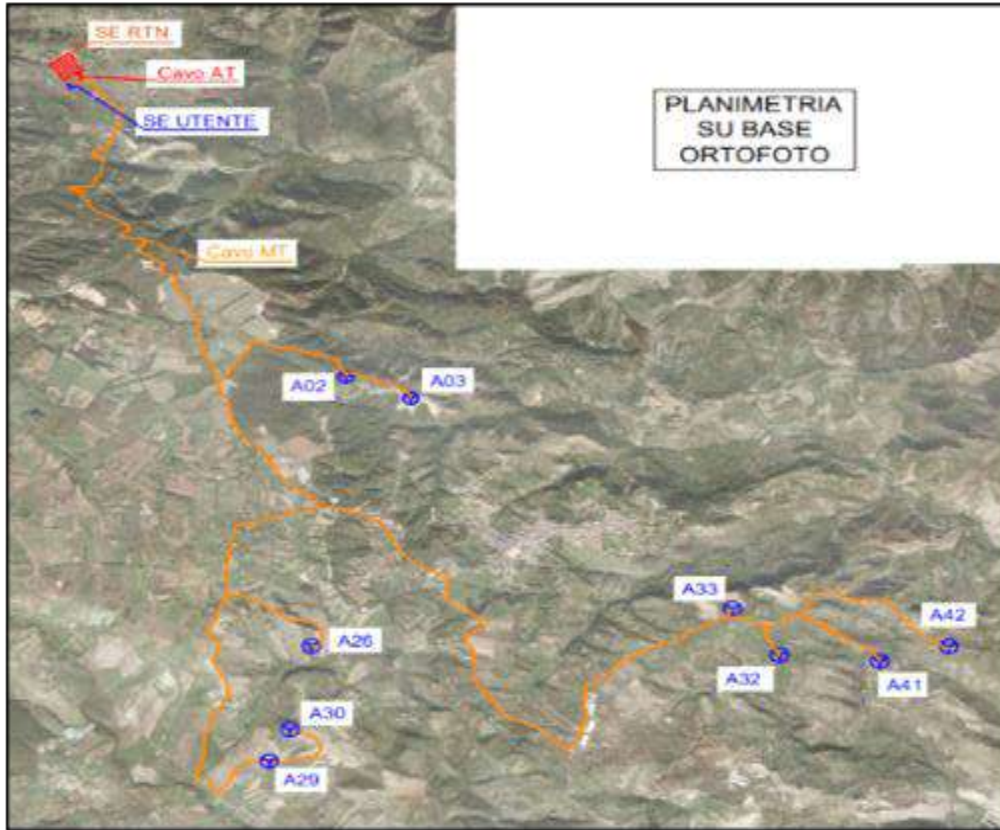 SE RTN
Cavo AT
SE UTENTE
PLANIMETRIA
SU BASE
ORTOFOTO
Cavo MT
A02
A03
A33
A42
A26
A32
A41
A30
A29